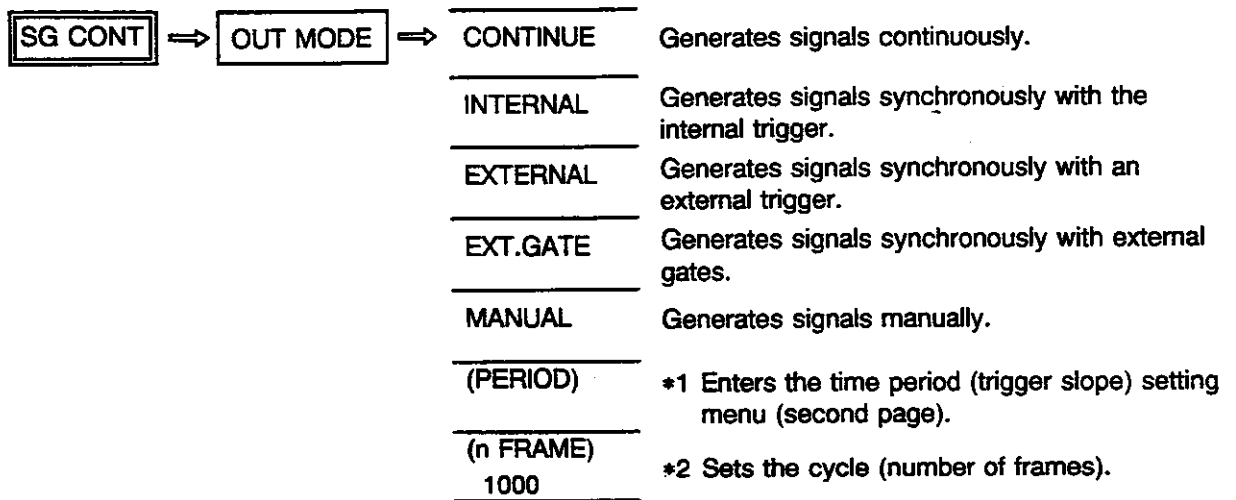 SG CONT ⇒ OUT MODE ⇒ CONTINUE Generates signals continuously.
INTERNAL Generates signals synchronously with the
internal trigger.
EXTERNAL Generates signals synchronously with an
external trigger.
EXT.GATE Generates signals synchronously with external
gates.
MANUAL Generates signals manually.
(PERIOD) *1 Enters the time period (trigger slope) setting
menu (second page).
(n FRAME)
1000 *2 Sets the cycle (number of frames).